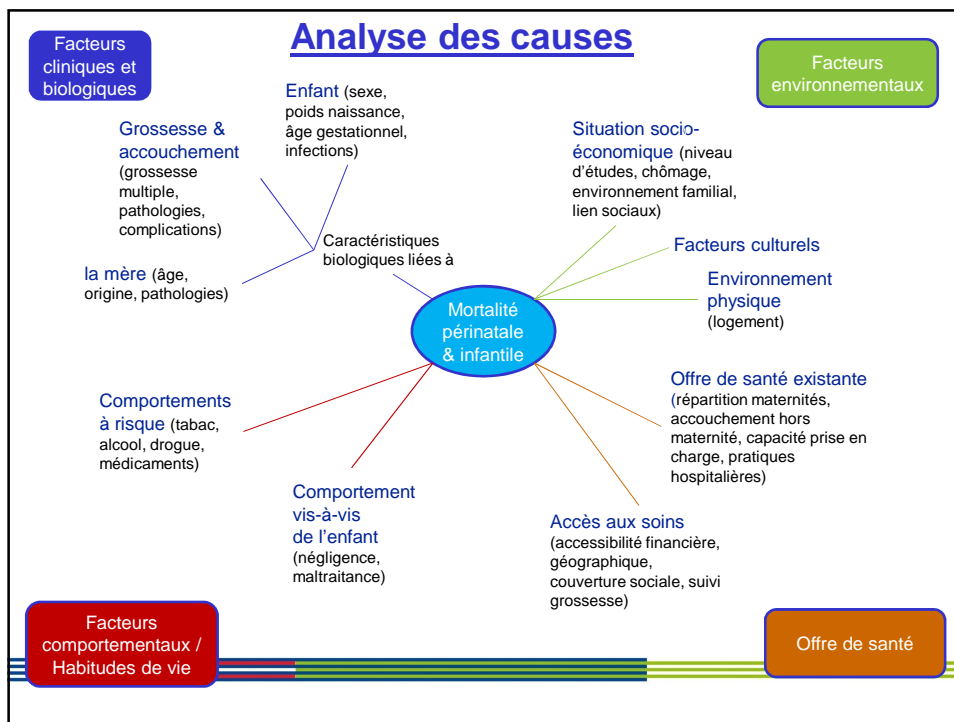 Analyse des causes
Facteurs
cliniques et
biologiques
Facteurs
environnementaux
Enfant (sexe,
poids naissance,
âge gestationnel,
infections)
Grossesse &
accouchement
(grossesse
multiple,
pathologies,
complications)
la mère (âge,
origine, pathologies)
Caractéristiques
biologiques liées à
Situation socio-
économique (niveau
d'études, chômage,
environnement familial,
lien sociaux)
Facteurs culturels
Environnement
physique
(logement)
Mortalité
périnatale
& infantile
Comportements
à risque (tabac,
alcool, drogue,
médicaments)
Comportement
vis-à-vis
de l'enfant
(négligence,
maltraitance)
Offre de santé existante
(répartition maternités,
accouchement hors
maternité, capacité prise en
charge, pratiques
hospitalières)
Accès aux soins
(accessibilité financière,
géographique,
couverture sociale, suivi
grossesse)
Facteurs
comportementaux /
Habitudes de vie
Offre de santé